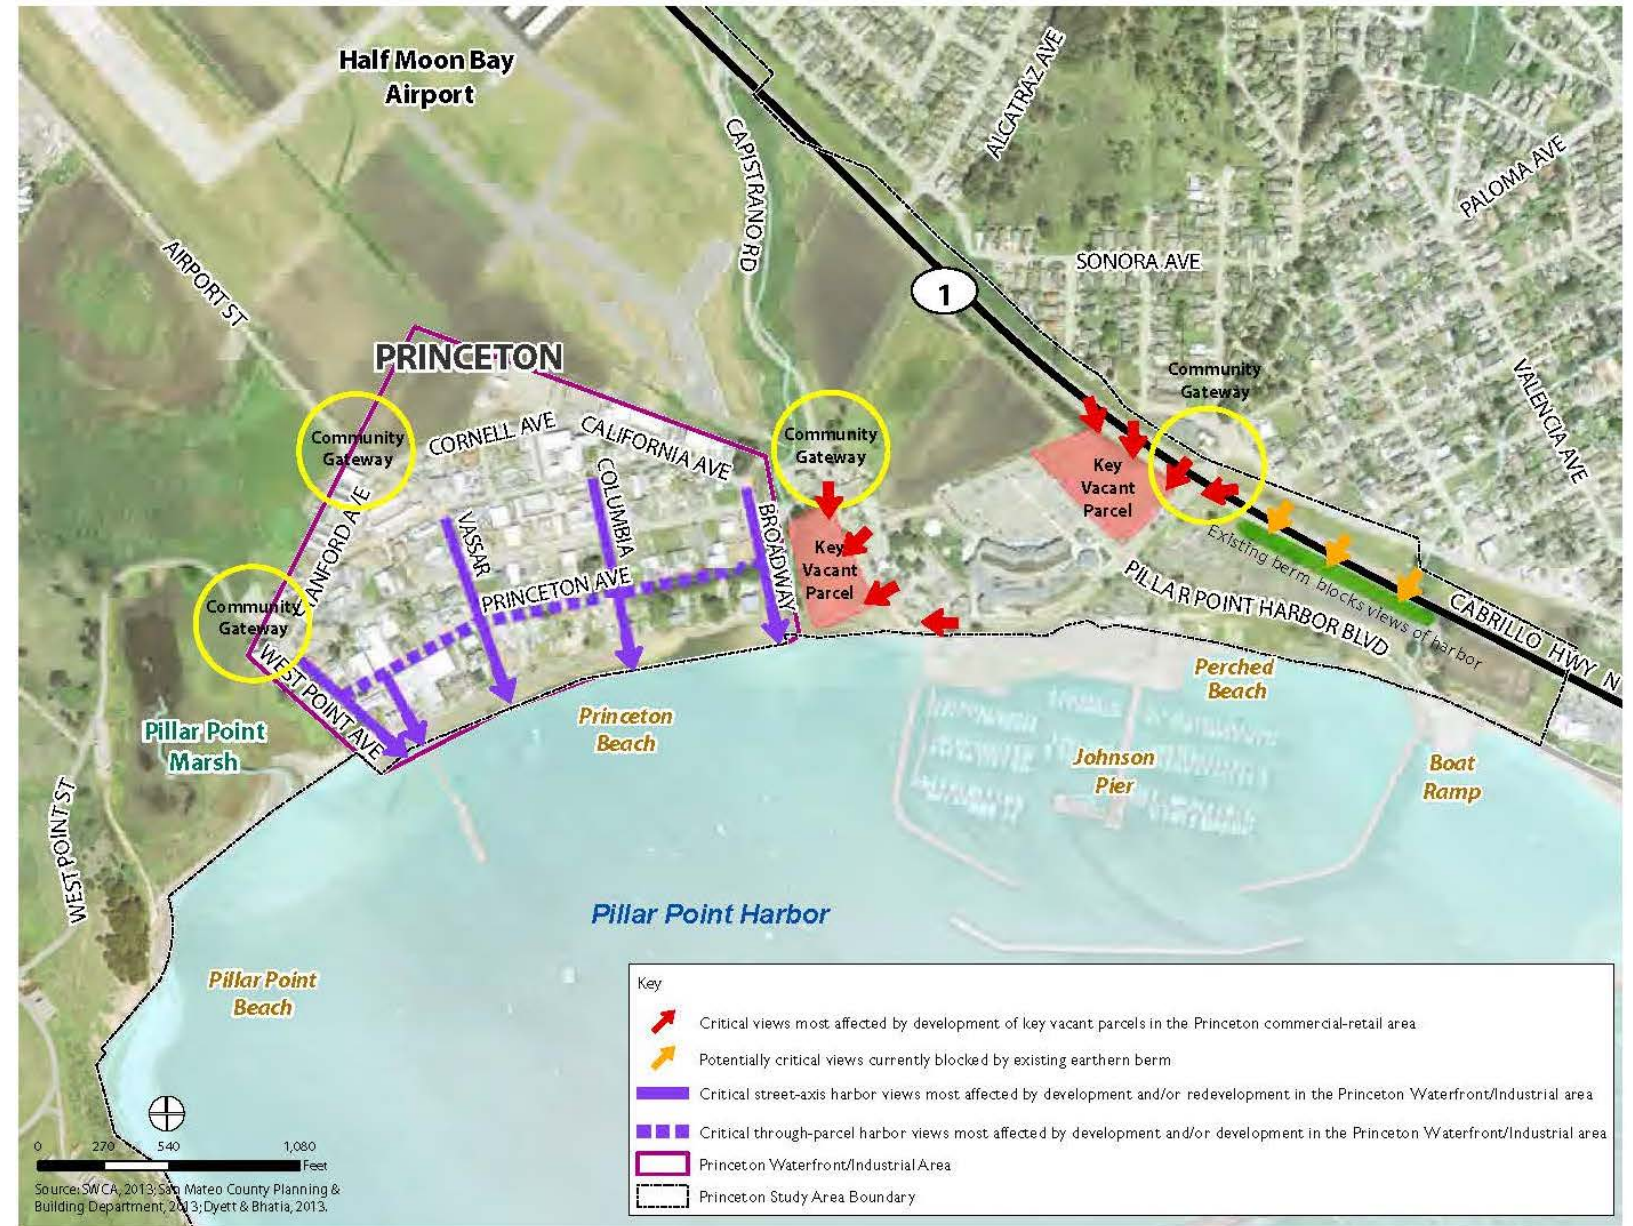 Half Moon Bay
Airport
CAPISTRANO RD
ALCATRAZ AVE
PALOMA AVE
AIRPORT ST
SONORA AVE
1
PRINCETON
Community
Gateway
VALENCIA AVE
Community
Gateway
CORNELL AVE
CALIFORNIA AVE
Community
Gateway
Key
Vacant
Parcel
COLUMBIA
VASSAR
BROADWAY
Key
Vacant
Parcel
Existing berm blocks views of harbor
PRINCETON AVE
PILLAR POINT HARBOR BLVD
CABRILLO HWY N
Community
Gateway
WEST POINT AVE
Perched
Beach
Pillar Point
Marsh
Princeton
Beach
Johnson
Pier
Boat
Ramp
WEST POINT ST
Pillar Point Harbor
Pillar Point
Beach
Key
Critical views most affected by development of key vacant parcels in the Princeton commercial-retail area
Potentially critical views currently blocked by existing earthern berm
Critical street-axis harbor views most affected by development and/or redevelopment in the Princeton Waterfront/Industrial area
Critical through-parcel harbor views most affected by development and/or development in the Princeton Waterfront/Industrial area
Princeton Waterfront/Industrial Area
Princeton Study Area Boundary
0 270 540 1,080
Feet
Source: SWCA, 2013; San Mateo County Planning &
Building Department, 2013; Dyett & Bhatia, 2013.